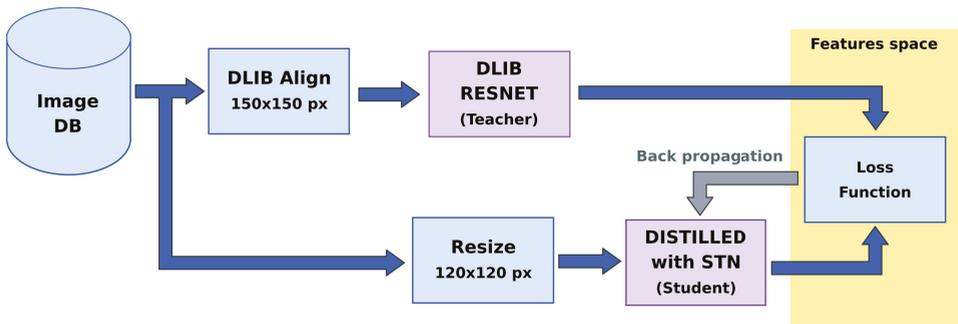 Image
DB
DLIB Align
150x150 px
DLIB
RESNET
(Teacher)
Features space
Back propagation
Loss
Function
Resize
120x120 px
DISTILLED
with STN
(Student)